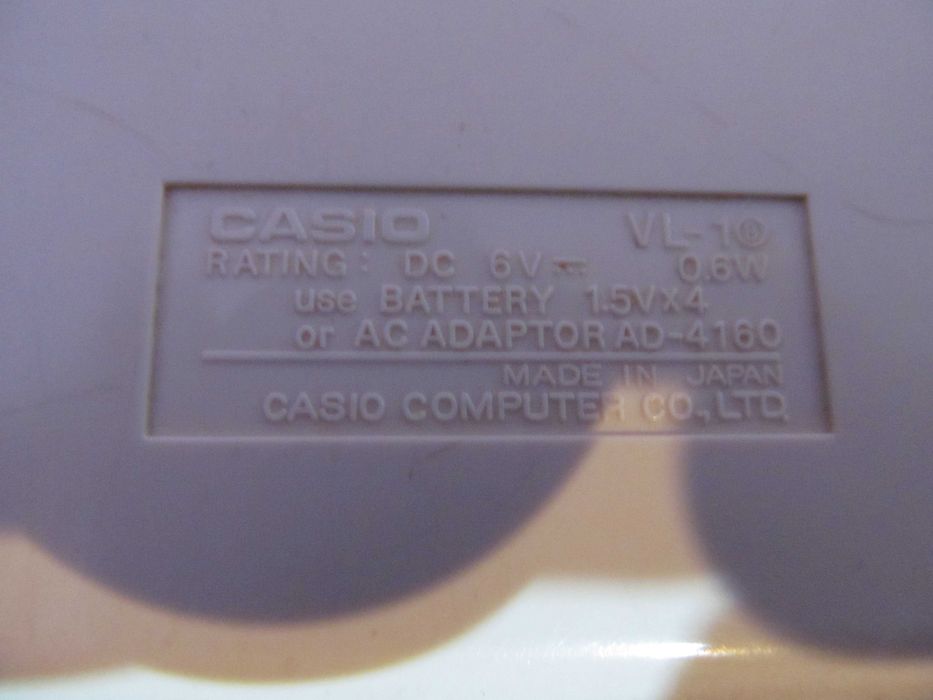 CASIO VL-1Ⓓ
RATING: DC 6V⎓ 0.6W
use BATTERY 1.5V×4
or AC ADAPTOR AD-4160
MADE IN JAPAN
CASIO COMPUTER CO., LTD.